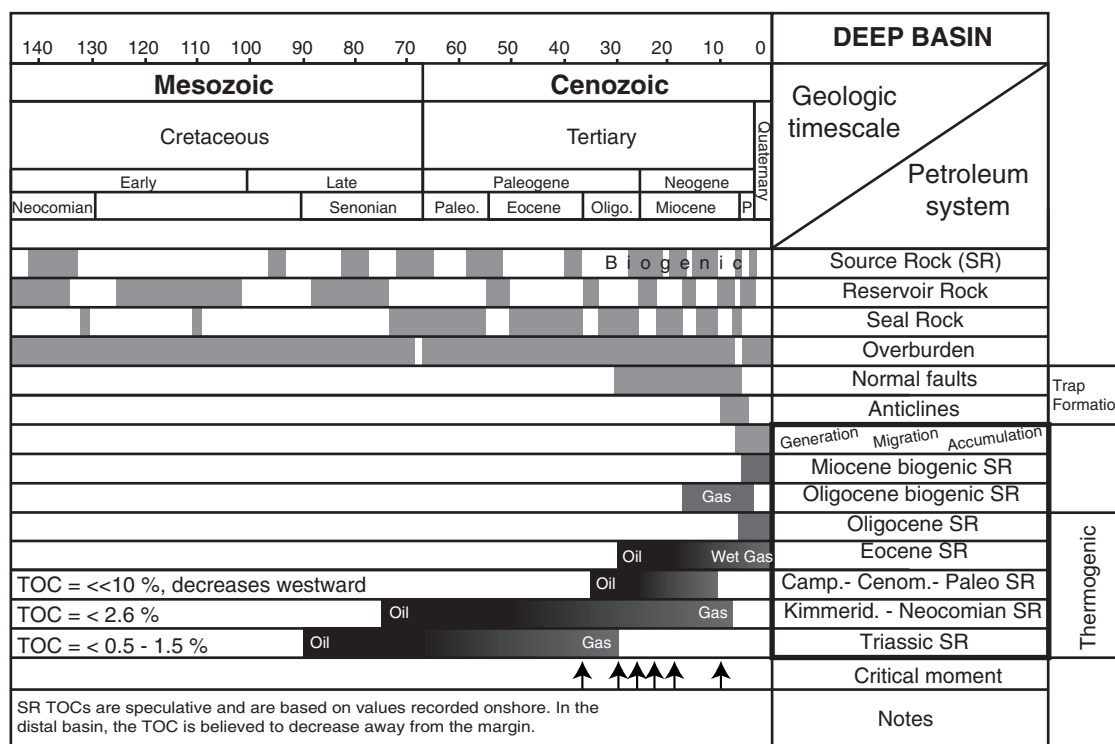 140 130 120 110 100 90 80 70 60 50 40 30 20 10 0
DEEP BASIN
Mesozoic Cenozoic
Geologic
timescale
Cretaceous Tertiary Quaternary
Petroleum
system
Early Late Paleogene Neogene
Neocomian Senonian Paleo. Eocene Oligo. Miocene P
Biogenic Source Rock (SR)
Reservoir Rock
Seal Rock
Overburden
Normal faults
Trap
Formation
Anticlines
Generation Migration Accumulation
Miocene biogenic SR
Gas Oligocene biogenic SR
Oligocene SR
Thermogenic
Oil Wet Gas Eocene SR
TOC = <<10 %, decreases westward Oil Camp.- Cenom.- Paleo SR
TOC = < 2.6 % Oil Gas Kimmerid. - Neocomian SR
TOC = < 0.5 - 1.5 % Oil Gas Triassic SR
Critical moment
SR TOCs are speculative and are based on values recorded onshore. In the
distal basin, the TOC is believed to decrease away from the margin.
Notes